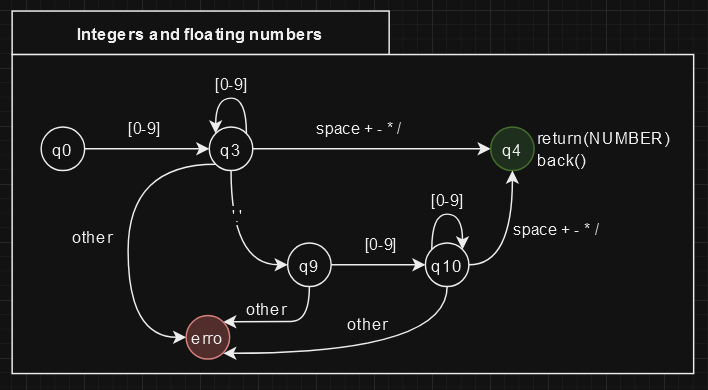 Integers and floating numbers
[0-9]
[0-9]
space + - * /
q0
q3
q4
return(NUMBER)
back()
[0-9]
'.'
other
space + - * /
[0-9]
q9
q10
other
other
erro